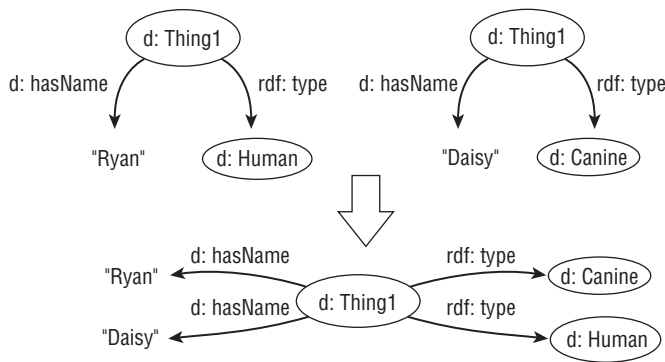 d: Thing1
d: hasName
rdf: type
"Ryan"
d: Human
d: Thing1
d: hasName
rdf: type
"Daisy"
d: Canine
d: hasName
rdf: type
"Ryan"
d: Canine
d: Thing1
d: hasName
rdf: type
"Daisy"
d: Human